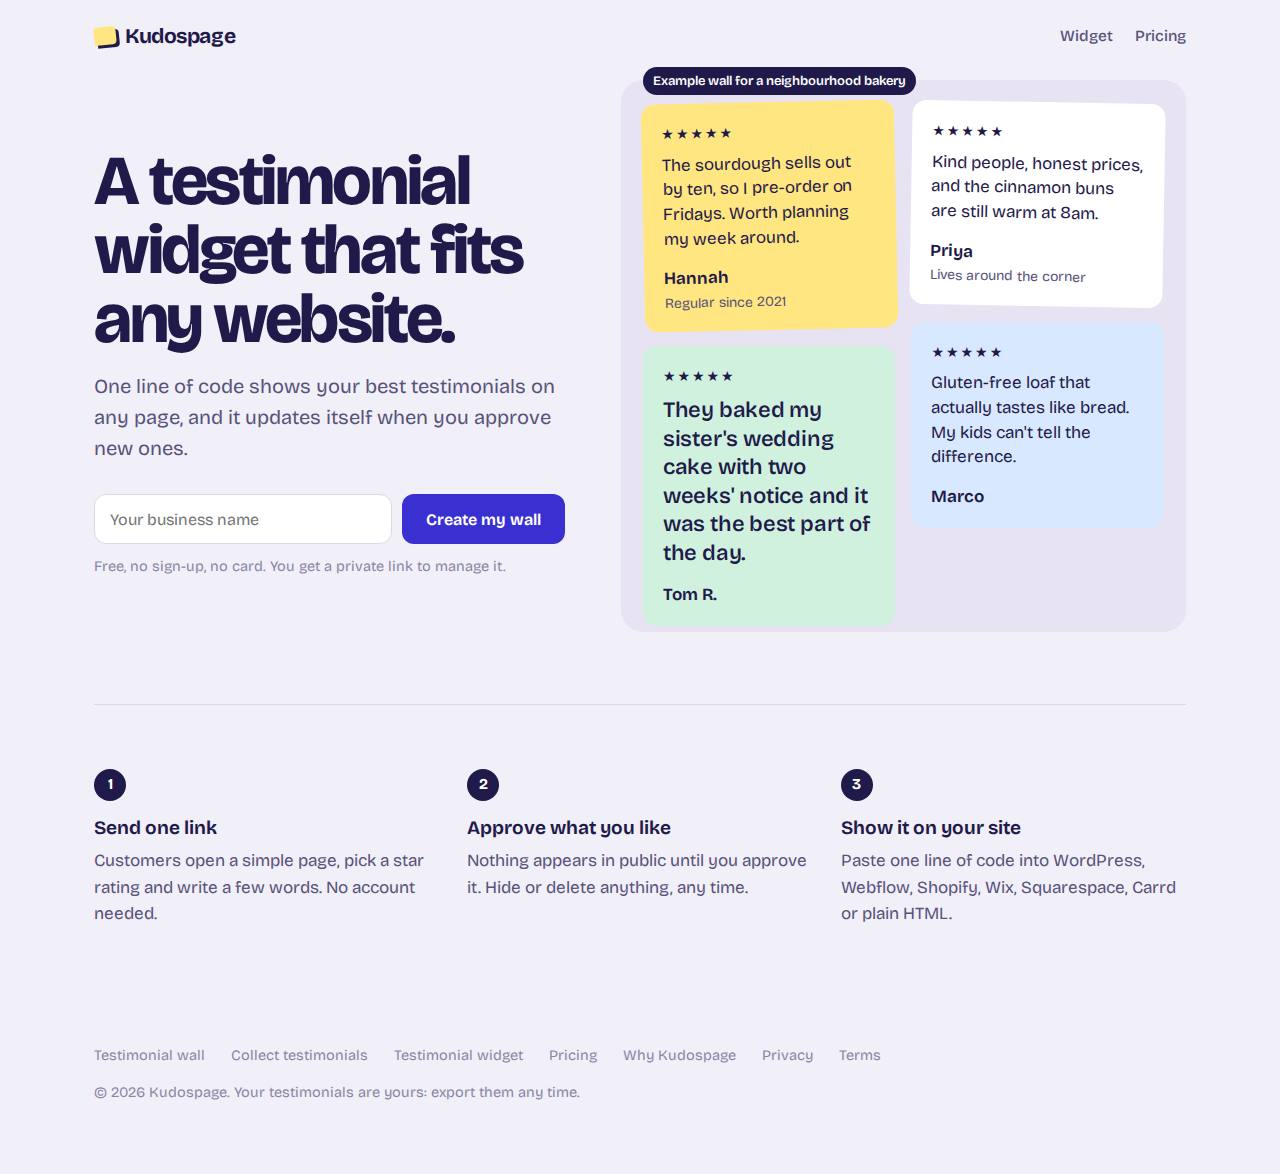 Kudospage
Widget
Pricing
A testimonial
widget that fits
any website.
One line of code shows your best testimonials on
any page, and it updates itself when you approve
new ones.
Your business name
Create my wall
Free, no sign-up, no card. You get a private link to manage it.
Example wall for a neighbourhood bakery
★★★★★
The sourdough sells out
by ten, so I pre-order on
Fridays. Worth planning
my week around.
Hannah
Regular since 2021
★★★★★
They baked my
sister's wedding
cake with two
weeks' notice and it
was the best part of
the day.
Tom R.
★★★★★
Kind people, honest prices,
and the cinnamon buns
are still warm at 8am.
Priya
Lives around the corner
★★★★★
Gluten-free loaf that
actually tastes like bread.
My kids can't tell the
difference.
Marco
1
Send one link
Customers open a simple page, pick a star
rating and write a few words. No account
needed.
2
Approve what you like
Nothing appears in public until you approve
it. Hide or delete anything, any time.
3
Show it on your site
Paste one line of code into WordPress,
Webflow, Shopify, Wix, Squarespace, Carrd
or plain HTML.
Testimonial wall
Collect testimonials
Testimonial widget
Pricing
Why Kudospage
Privacy
Terms
© 2026 Kudospage. Your testimonials are yours: export them any time.